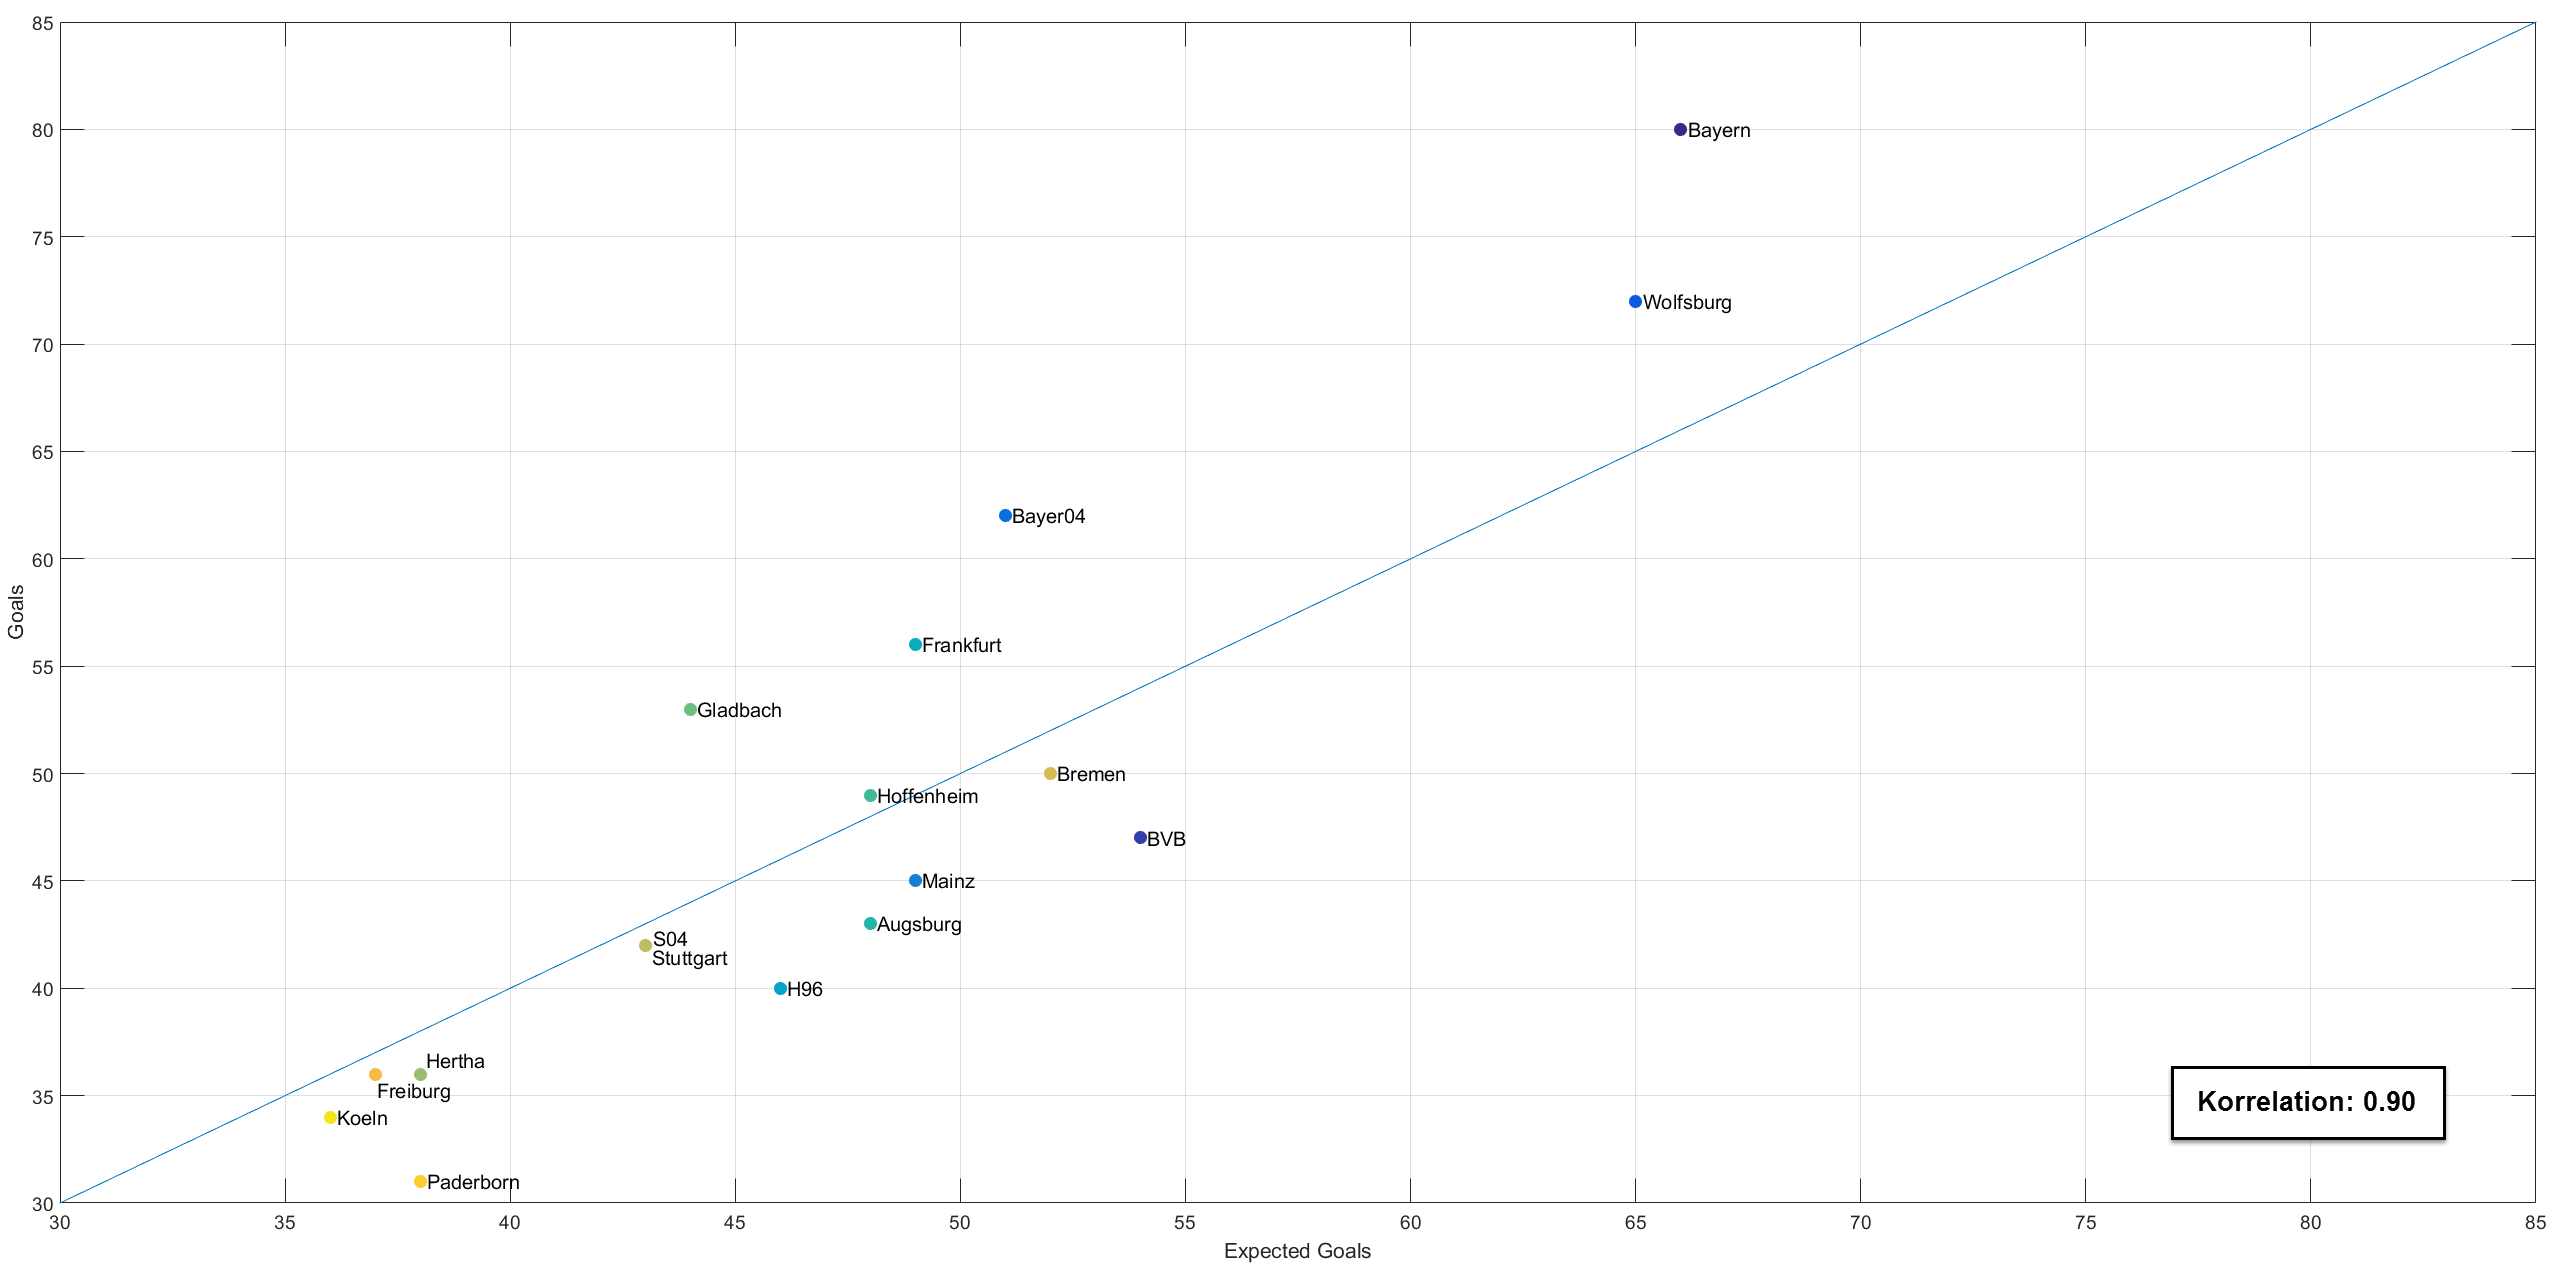 85
80
75
70
65
60
55
50
45
40
35
30
Goals
Bayern
Wolfsburg
Bayer04
Frankfurt
Gladbach
Bremen
Hoffenheim
BVB
Mainz
Augsburg
S04
Stuttgart
H96
Hertha
Freiburg
Koeln
Paderborn
Korrelation: 0.90
30 35 40 45 50 55 60 65 70 75 80 85
Expected Goals